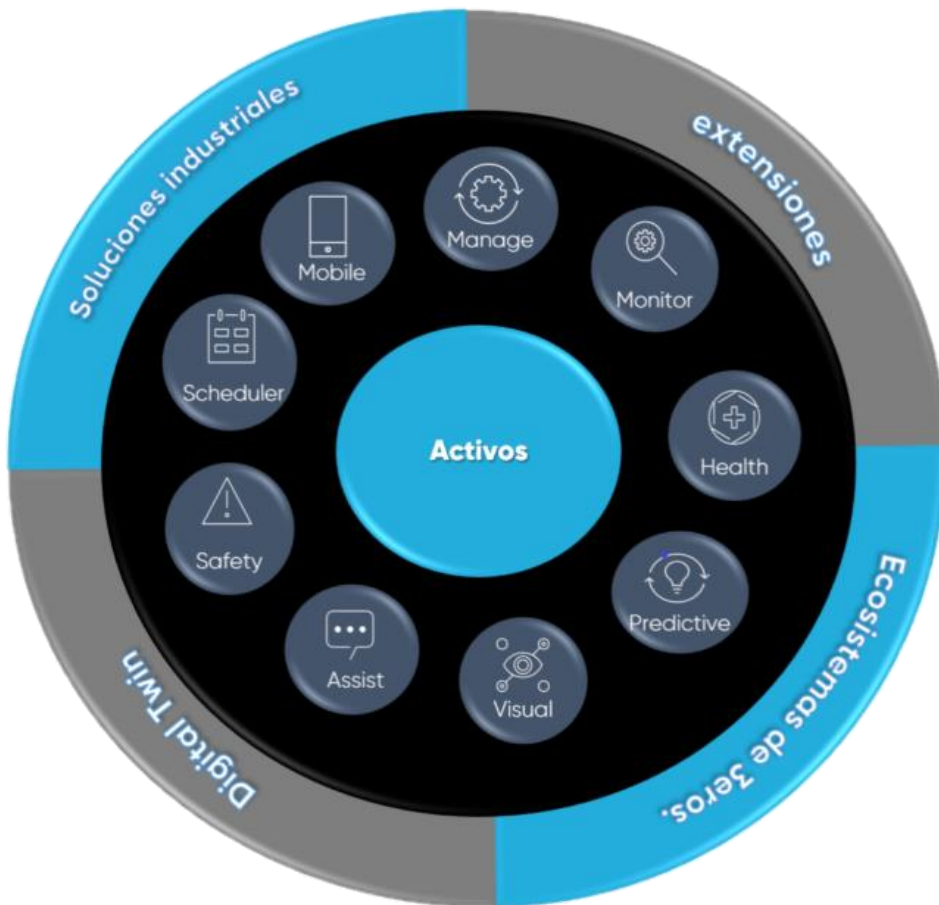 Soluciones industriales
extensiones
Mobile
Manage
Monitor
Scheduler
Activos
Health
Safety
Predictive
Assist
Visual
Digital Twin
Ecosistemas de 3eros.